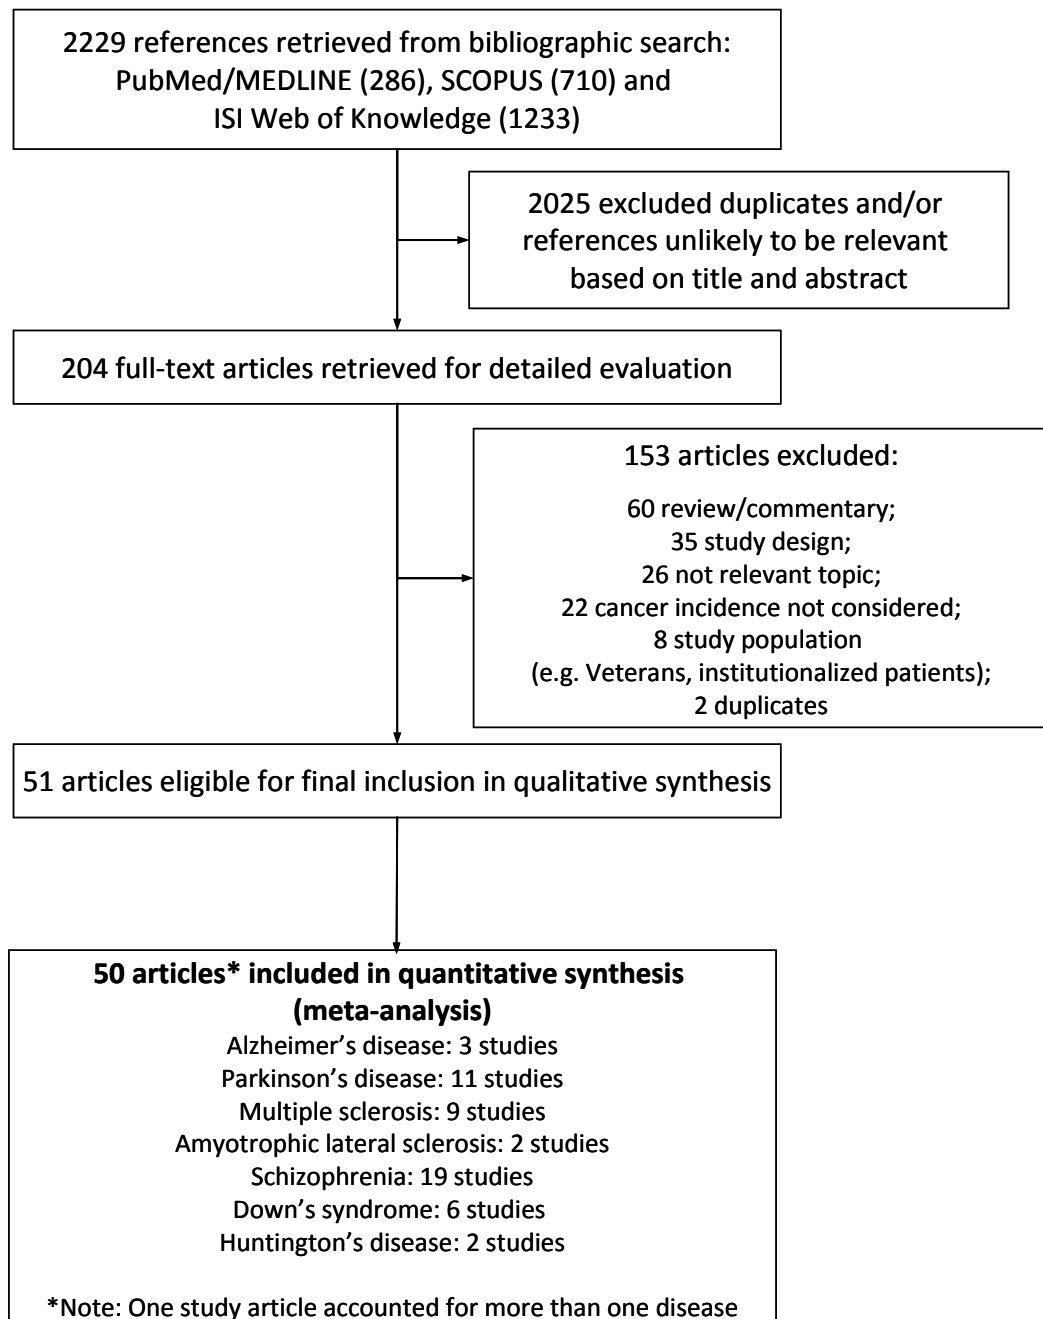 2229 references retrieved from bibliographic search:
PubMed/MEDLINE (286), SCOPUS (710) and
ISI Web of Knowledge (1233)
2025 excluded duplicates and/or
references unlikely to be relevant
based on title and abstract
204 full-text articles retrieved for detailed evaluation
153 articles excluded:
60 review/commentary;
35 study design;
26 not relevant topic;
22 cancer incidence not considered;
8 study population
(e.g. Veterans, institutionalized patients);
2 duplicates
51 articles eligible for final inclusion in qualitative synthesis
50 articles* included in quantitative synthesis
(meta-analysis)
Alzheimer’s disease: 3 studies
Parkinson’s disease: 11 studies
Multiple sclerosis: 9 studies
Amyotrophic lateral sclerosis: 2 studies
Schizophrenia: 19 studies
Down’s syndrome: 6 studies
Huntington’s disease: 2 studies
*Note: One study article accounted for more than one disease